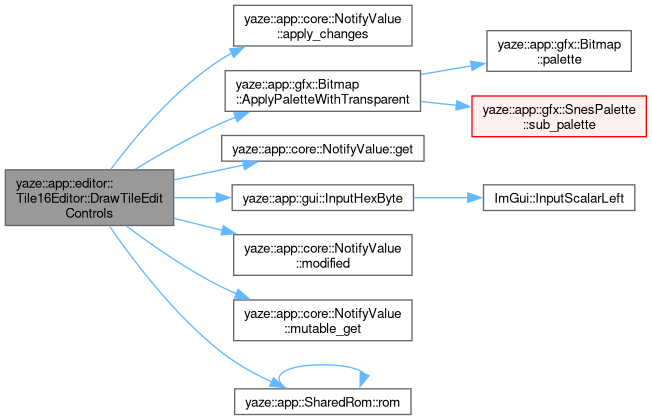 yaze::app::editor::
Tile16Editor::DrawTileEdit
Controls
yaze::app::core::NotifyValue
::apply_changes
yaze::app::gfx::Bitmap
::ApplyPaletteWithTransparent
yaze::app::gfx::Bitmap
::palette
yaze::app::gfx::SnesPalette
::sub_palette
yaze::app::core::NotifyValue::get
yaze::app::gui::InputHexByte
ImGui::InputScalarLeft
yaze::app::core::NotifyValue
::modified
yaze::app::core::NotifyValue
::mutable_get
yaze::app::SharedRom::rom